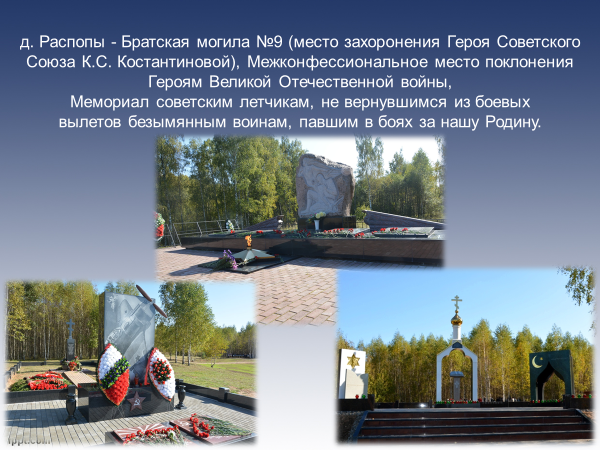 д. Распопы - Братская могила №9 (место захоронения Героя Советского
Союза К.С. Костантиновой), Межконфессиональное место поклонения
Героям Великой Отечественной войны,
Мемориал советским летчикам, не вернувшимся из боевых
вылетов безымянным воинам, павшим в боях за нашу Родину.